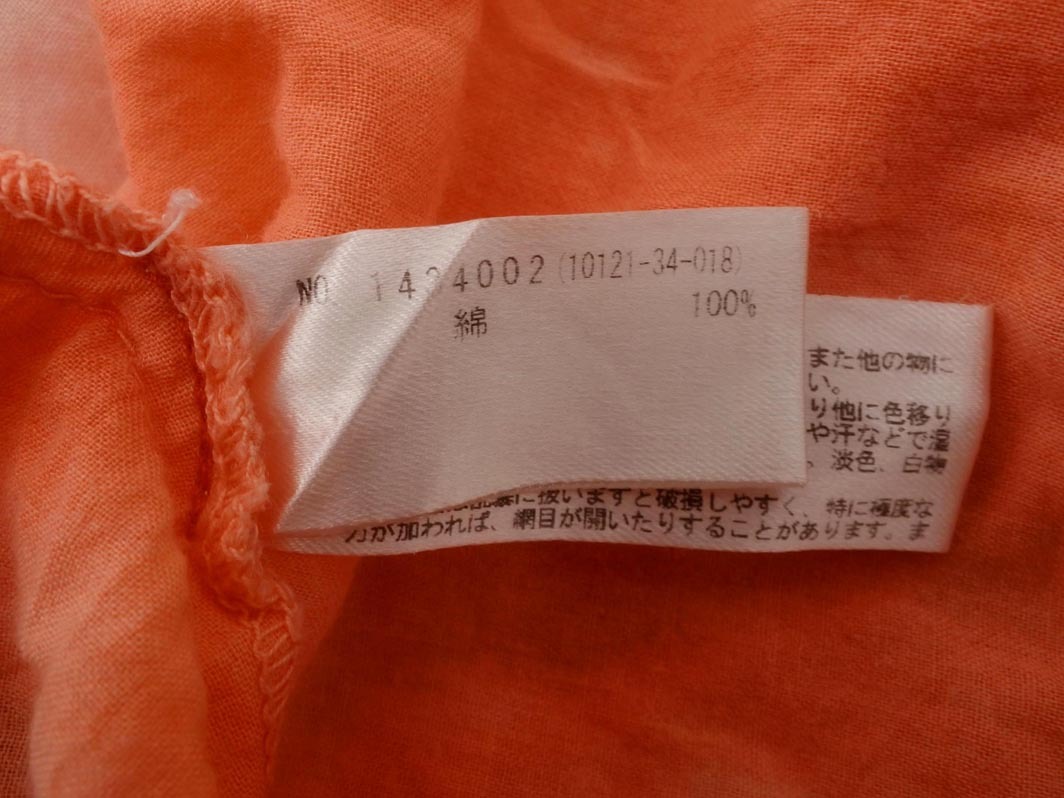 NO. 1434002 (10121-34-018)
綿 100%
また他の物に
い。
り他に色移り
や汗などで湿
。淡色、白物
に扱いますと破損しやすく、特に極度な
力が加われば、網目が開いたりすることがあります。ま